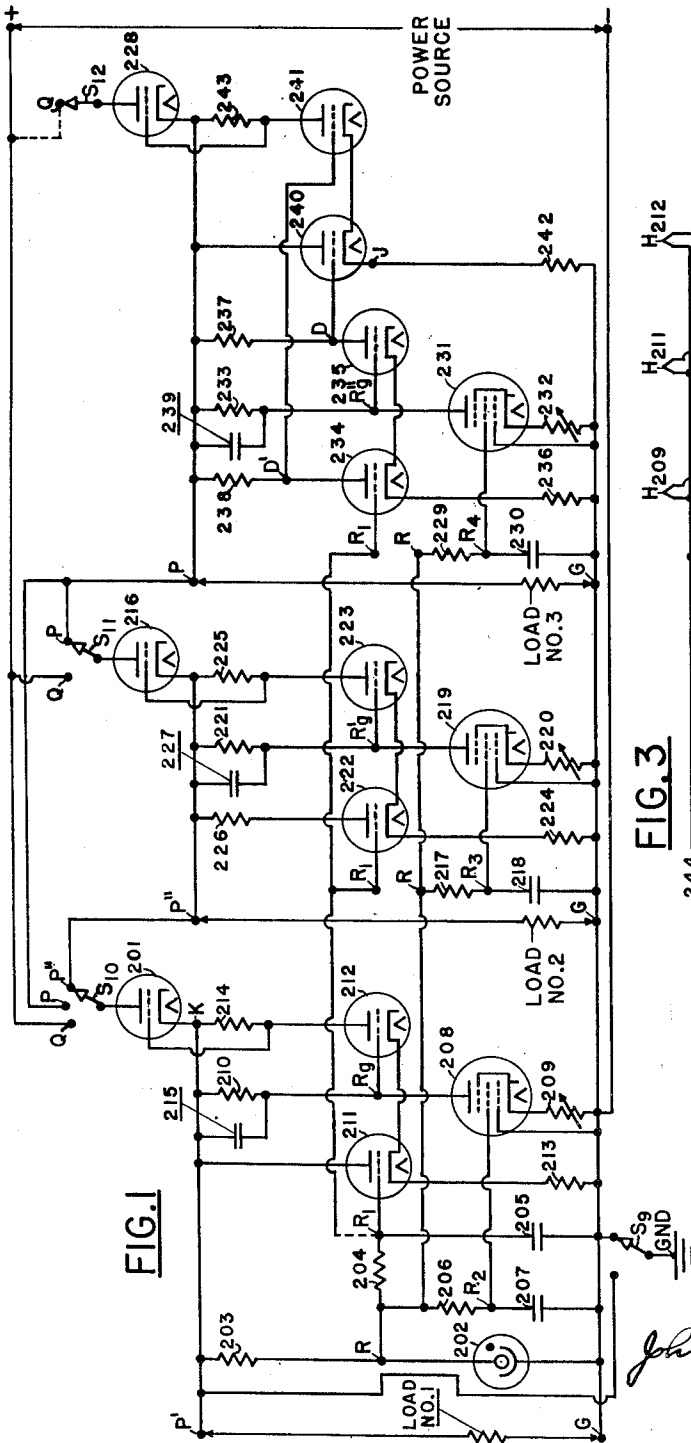 +
POWER
SOURCE
−
Q
S12
228
243
241
240
J
242
237
D
235
R"g
233
239
231
232
238
D'
234
236
R1
R
229
R4
230
P
LOAD
NO.3
G
P
S11
Q
216
225
223
221
R'g
227
219
220
226
222
224
R1
R
217
R3
218
P"
LOAD
NO.2
G
P"
P
S10
Q
201
K
214
212
210
Rg
215
208
209
211
213
R1
204
205
206
R2
207
S9
GND
203
R
202
P'
LOAD
NO.1
G
FIG.1
FIG.3
H212
H211
H209
244
John